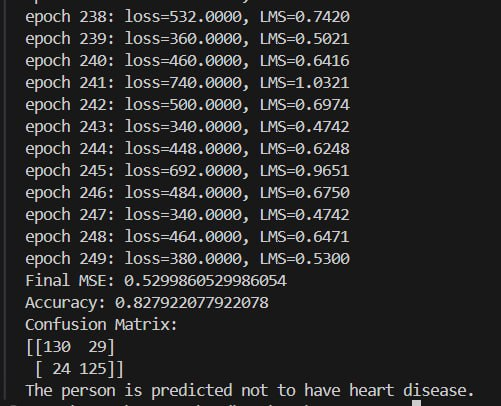 epoch 238: loss=532.0000, LMS=0.7420
epoch 239: loss=360.0000, LMS=0.5021
epoch 240: loss=460.0000, LMS=0.6416
epoch 241: loss=740.0000, LMS=1.0321
epoch 242: loss=500.0000, LMS=0.6974
epoch 243: loss=340.0000, LMS=0.4742
epoch 244: loss=448.0000, LMS=0.6248
epoch 245: loss=692.0000, LMS=0.9651
epoch 246: loss=484.0000, LMS=0.6750
epoch 247: loss=340.0000, LMS=0.4742
epoch 248: loss=464.0000, LMS=0.6471
epoch 249: loss=380.0000, LMS=0.5300
Final MSE: 0.5299860529986054
Accuracy: 0.827922077922078
Confusion Matrix:
[[130  29]
 [ 24 125]]
The person is predicted not to have heart disease.